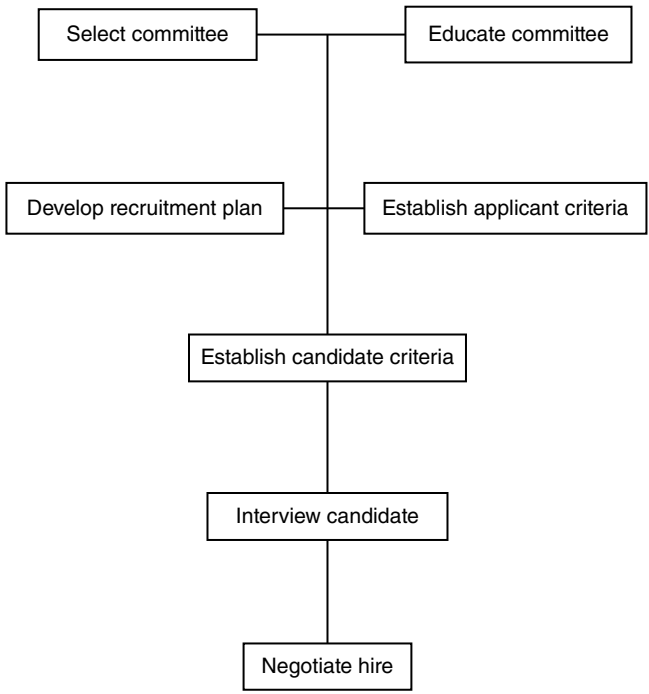 Select committee
Educate committee
Develop recruitment plan
Establish applicant criteria
Establish candidate criteria
Interview candidate
Negotiate hire